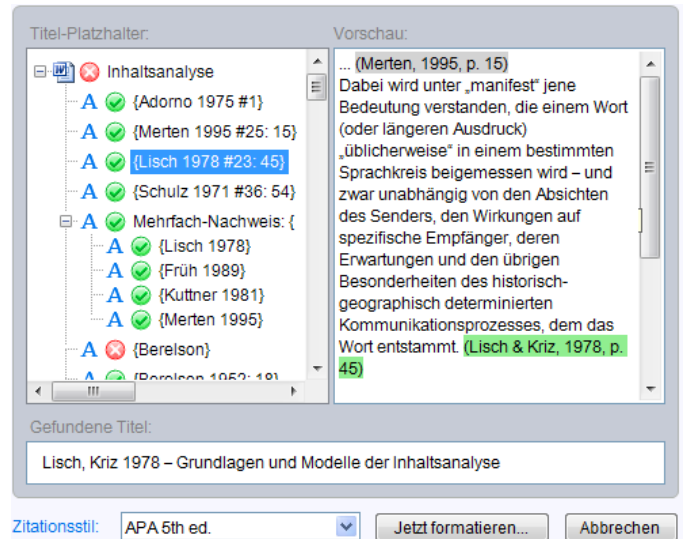 Titel-Platzhalter:
Inhaltsanalyse
A {Adorno 1975 #1}
A {Merten 1995 #25: 15}
A {Lisch 1978 #23: 45}
A {Schulz 1971 #36: 54}
A Mehrfach-Nachweis: {
A {Lisch 1978}
A {Früh 1989}
A {Kuttner 1981}
A {Merten 1995}
A {Berelson}
A {Berelson 1952: 18}
Vorschau:
... (Merten, 1995, p. 15)
Dabei wird unter „manifest“ jene
Bedeutung verstanden, die einem Wort
(oder längeren Ausdruck)
„üblicherweise“ in einem bestimmten
Sprachkreis beigemessen wird – und
zwar unabhängig von den Absichten
des Senders, den Wirkungen auf
spezifische Empfänger, deren
Erwartungen und den übrigen
Besonderheiten des historisch-
geographisch determinierten
Kommunikationsprozesses, dem das
Wort entstammt. (Lisch & Kriz, 1978, p.
45)
Gefundene Titel:
Lisch, Kriz 1978 – Grundlagen und Modelle der Inhaltsanalyse
Zitationsstil: APA 5th ed. Jetzt formatieren... Abbrechen